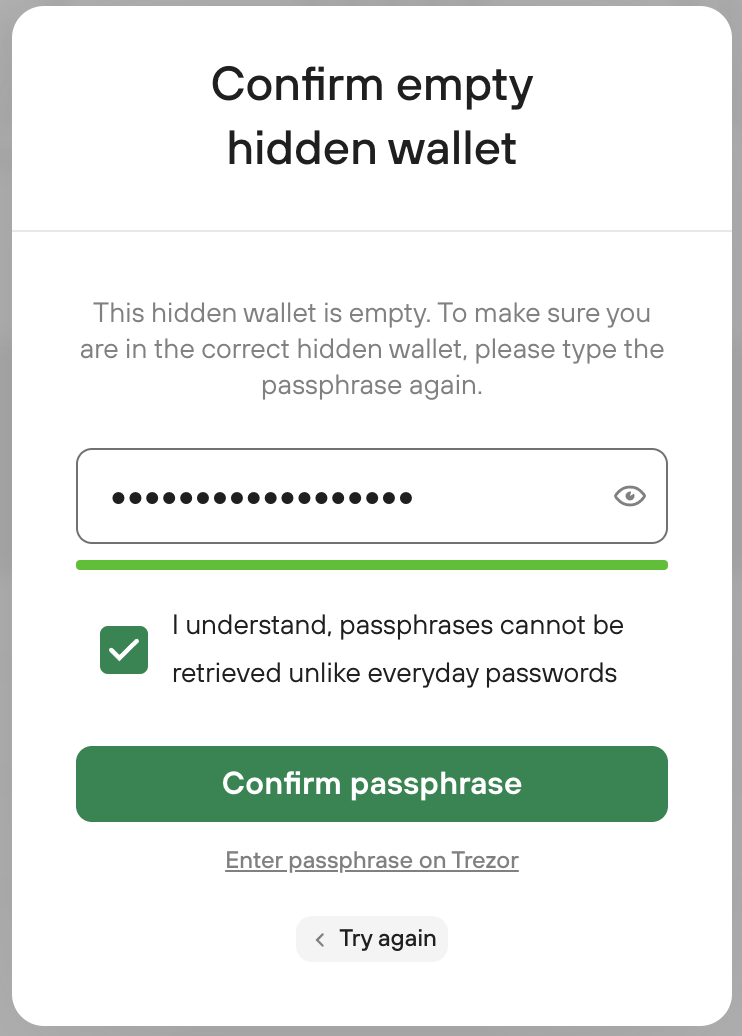 Confirm empty
hidden wallet
This hidden wallet is empty. To make sure you
are in the correct hidden wallet, please type the
passphrase again.
••••••••••••••••••
I understand, passphrases cannot be
retrieved unlike everyday passwords
Confirm passphrase
Enter passphrase on Trezor
Try again